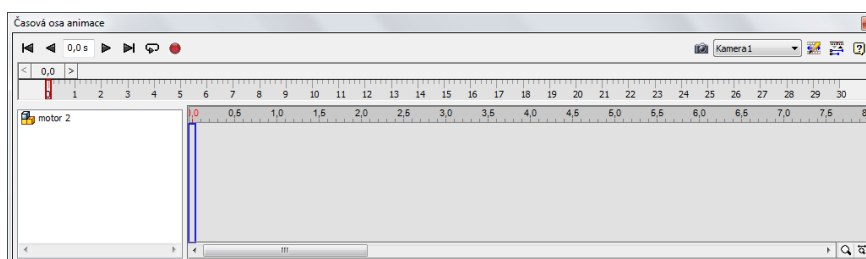 Časová osa animace
0,0 s Kamera1
< 0,0 >
0 1 2 3 4 5 6 7 8 9 10 11 12 13 14 15 16 17 18 19 20 21 22 23 24 25 26 27 28 29 30
motor 2
0,0 0,5 1,0 1,5 2,0 2,5 3,0 3,5 4,0 4,5 5,0 5,5 6,0 6,5 7,0 7,5 8